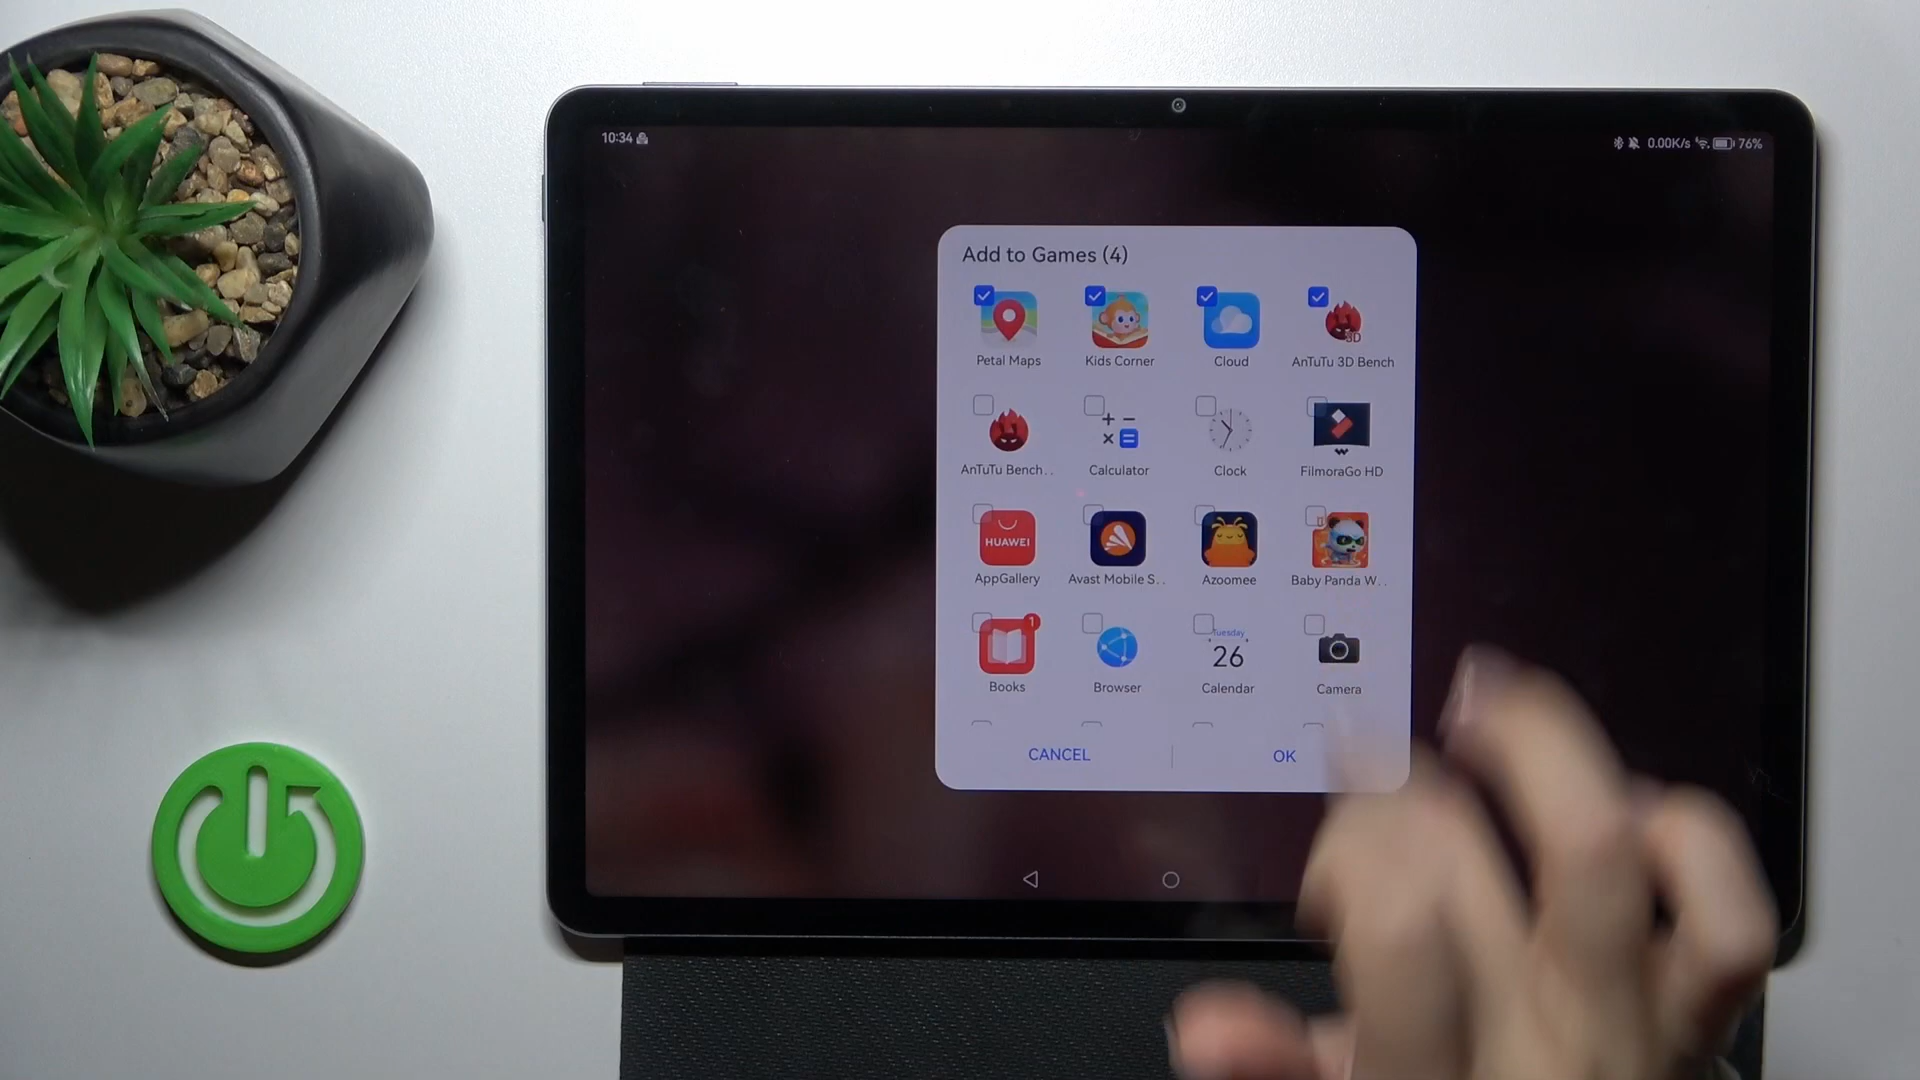 10:34
0.00K/s 76%
Add to Games (4)
Petal Maps Kids Corner Cloud AnTuTu 3D Bench
3D
AnTuTu Bench.. Calculator Clock FilmoraGo HD
HUAWEI
AppGallery Avast Mobile S.. Azoomee Baby Panda W..
1
Tuesday
26
Books Browser Calendar Camera
CANCEL OK